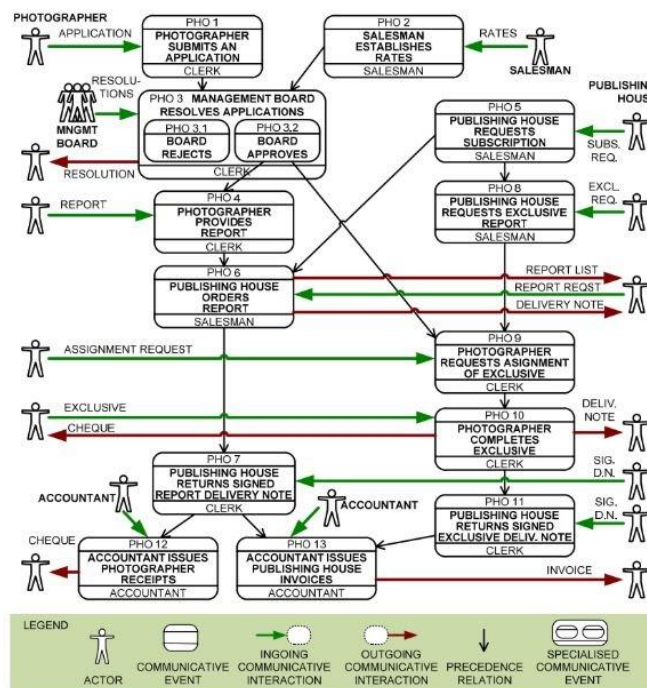 PHOTOGRAPHER
APPLICATION
PHO 1
PHOTOGRAPHER
SUBMITS AN
APPLICATION
CLERK
PHO 2
SALESMAN
ESTABLISHES
RATES
SALESMAN
RATES
SALESMAN
RESOLU-
TIONS
MNGMT
BOARD
RESOLUTION
PHO 3 MANAGEMENT BOARD
RESOLVES APPLICATIONS
PHO 3.1
BOARD
REJECTS
PHO 3.2
BOARD
APPROVES
CLERK
PUBLISHING
HOUS
PHO 5
PUBLISHING HOUSE
REQUESTS
SUBSCRIPTION
SALESMAN
SUBS.
REQ.
REPORT
PHO 4
PHOTOGRAPHER
PROVIDES
REPORT
CLERK
PHO 8
PUBLISHING HOUSE
REQUESTS EXCLUSIVE
REPORT
SALESMAN
EXCL.
REQ.
PHO 6
PUBLISHING HOUSE
ORDERS
REPORT
SALESMAN
REPORT LIST
REPORT REQST
DELIVERY NOTE
ASSIGNMENT REQUEST
PHO 9
PHOTOGRAPHER
REQUESTS ASIGNMENT
OF EXCLUSIVE
CLERK
EXCLUSIVE
CHEQUE
PHO 10
PHOTOGRAPHER
COMPLETES
EXCLUSIVE
CLERK
DELIV.
NOTE
PHO 7
PUBLISHING HOUSE
RETURNS SIGNED
REPORT DELIVERY NOTE
CLERK
SIG.
D.N.
ACCOUNTANT
ACCOUNTANT
PHO 11
PUBLISHING HOUSE
RETURNS SIGNED
EXCLUSIVE DELIV. NOTE
CLERK
SIG.
D.N.
CHEQUE
PHO 12
ACCOUNTANT ISSUES
PHOTOGRAPHER
RECEIPTS
ACCOUNTANT
PHO 13
ACCOUNTANT ISSUES
PUBLISHING HOUSE
INVOICES
ACCOUNTANT
INVOICE
LEGEND
ACTOR
COMMUNICATIVE
EVENT
INGOING
COMMUNICATIVE
INTERACTION
OUTGOING
COMMUNICATIVE
INTERACTION
PRECEDENCE
RELATION
SPECIALISED
COMMUNICATIVE
EVENT